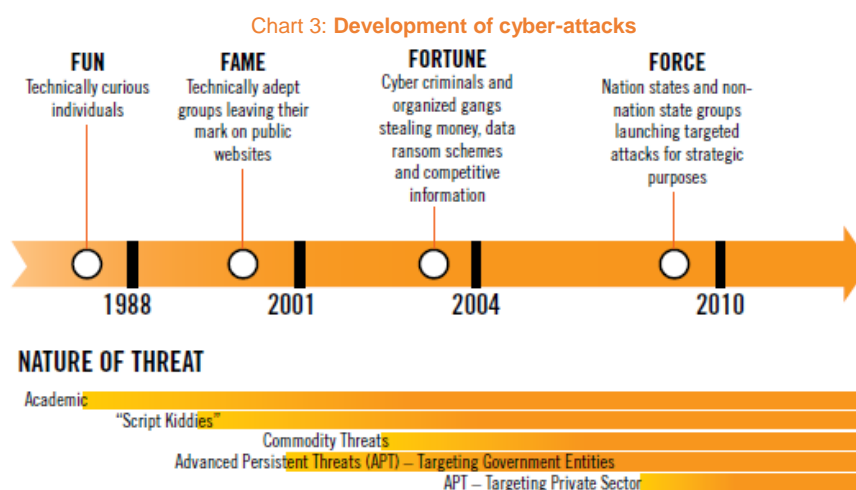 Chart 3: Development of cyber-attacks
FUN
Technically curious
individuals
FAME
Technically adept
groups leaving their
mark on public
websites
FORTUNE
Cyber criminals and
organized gangs
stealing money, data
ransom schemes
and competitive
information
FORCE
Nation states and non-
nation state groups
launching targeted
attacks for strategic
purposes
1988
2001
2004
2010
NATURE OF THREAT
Academic
“Script Kiddies”
Commodity Threats
Advanced Persistent Threats (APT) – Targeting Government Entities
APT – Targeting Private Sector